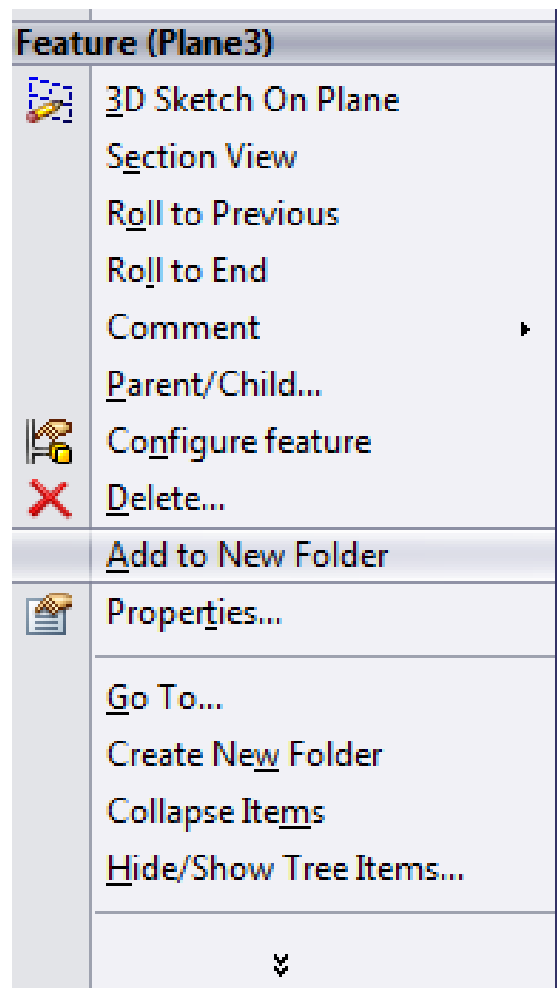 Feature (Plane3)
3D Sketch On Plane
Section View
Roll to Previous
Roll to End
Comment
Parent/Child...
Configure feature
Delete...
Add to New Folder
Properties...
Go To...
Create New Folder
Collapse Items
Hide/Show Tree Items...